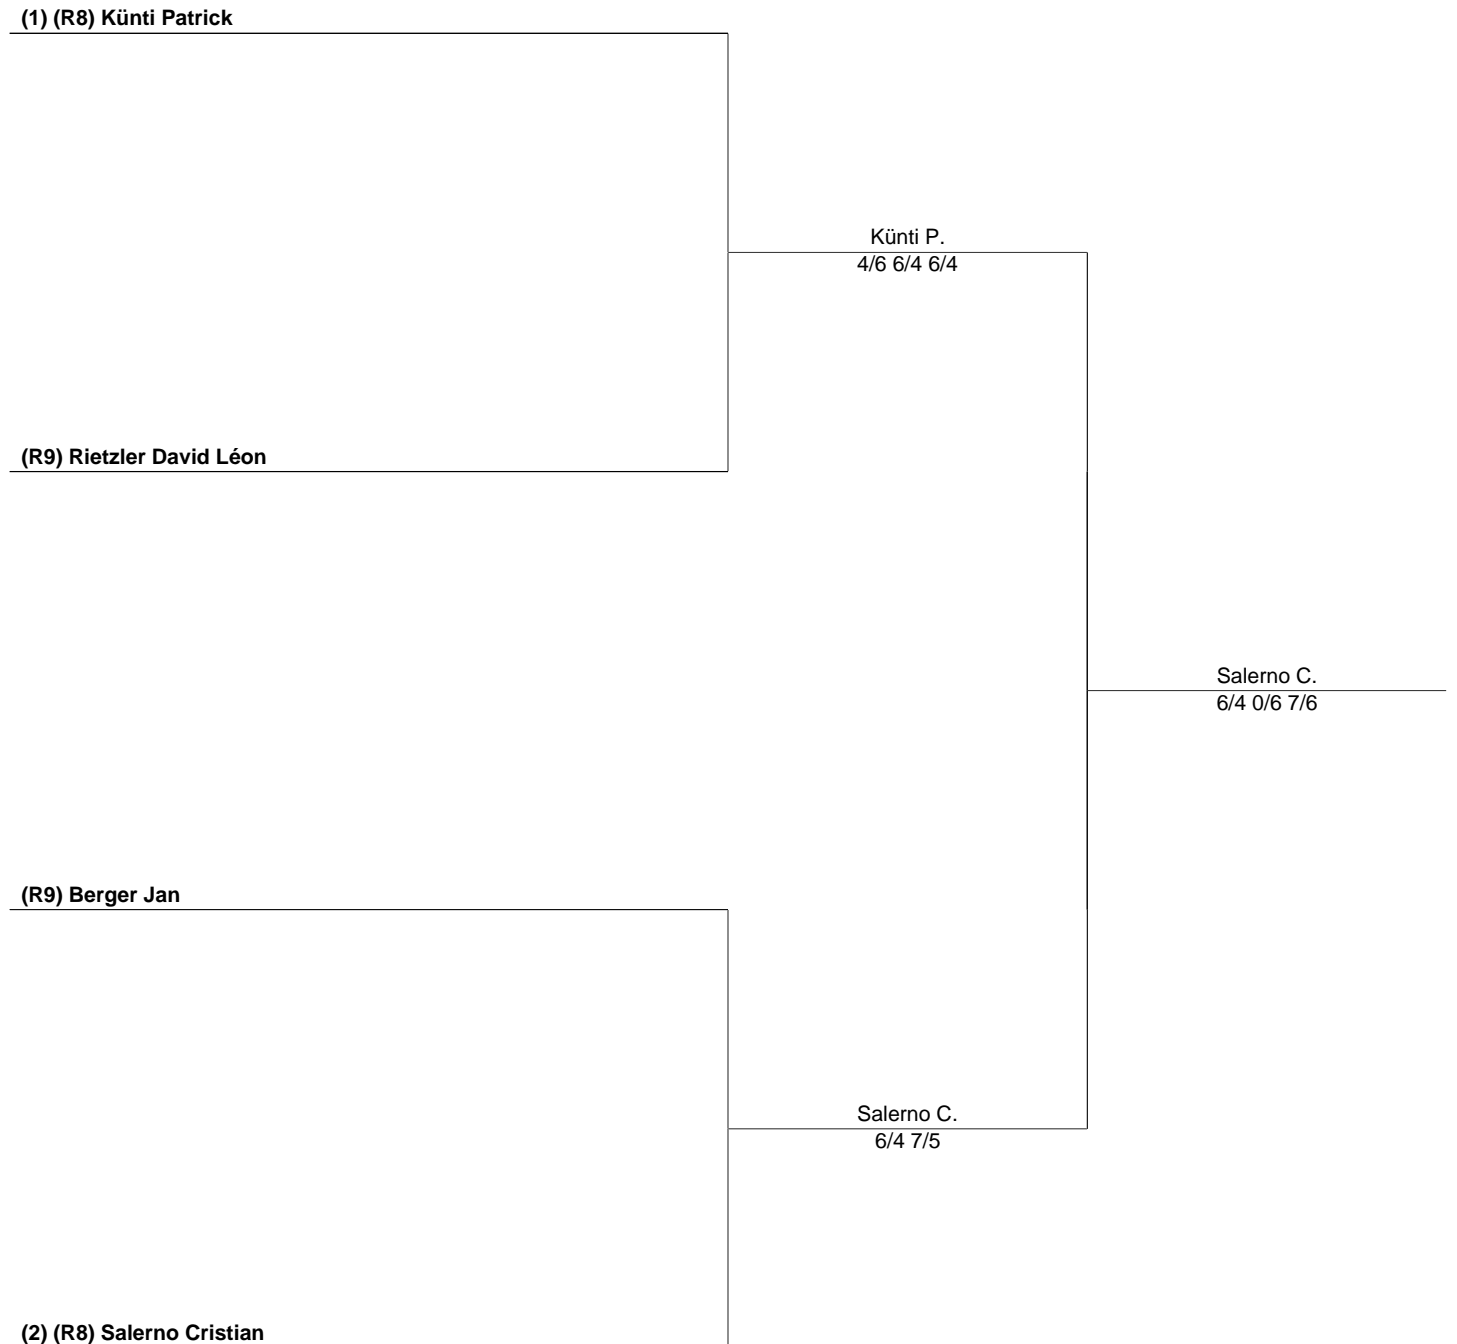 (1) (R8) Künti Patrick
Künti P.
4/6 6/4 6/4
(R9) Rietzler David Léon
Salerno C.
6/4 0/6 7/6
(R9) Berger Jan
Salerno C.
6/4 7/5
(2) (R8) Salerno Cristian